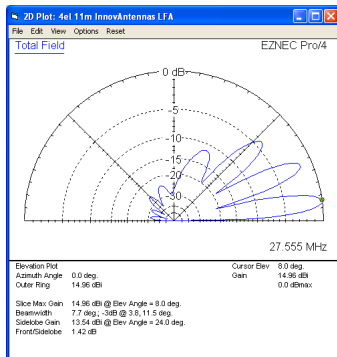 2D Plot: 4el 11m InnovAntennas LFA
File Edit View Options Reset
Total Field
EZNEC Pro/4
0 dB
-5
-10
-15
-20
-30
27.555 MHz
Elevation Plot Cursor Elev 8.0 deg.
Azimuth Angle 0.0 deg. Gain 14.96 dBi
Outer Ring 14.96 dBi 0.0 dBmax
Slice Max Gain 14.96 dBi @ Elev Angle = 8.0 deg.
Beamwidth 7.7 deg.; -3dB @ 3.8, 11.5 deg.
Sidelobe Gain 13.54 dBi @ Elev Angle = 24.0 deg.
Front/Sidelobe 1.42 dB